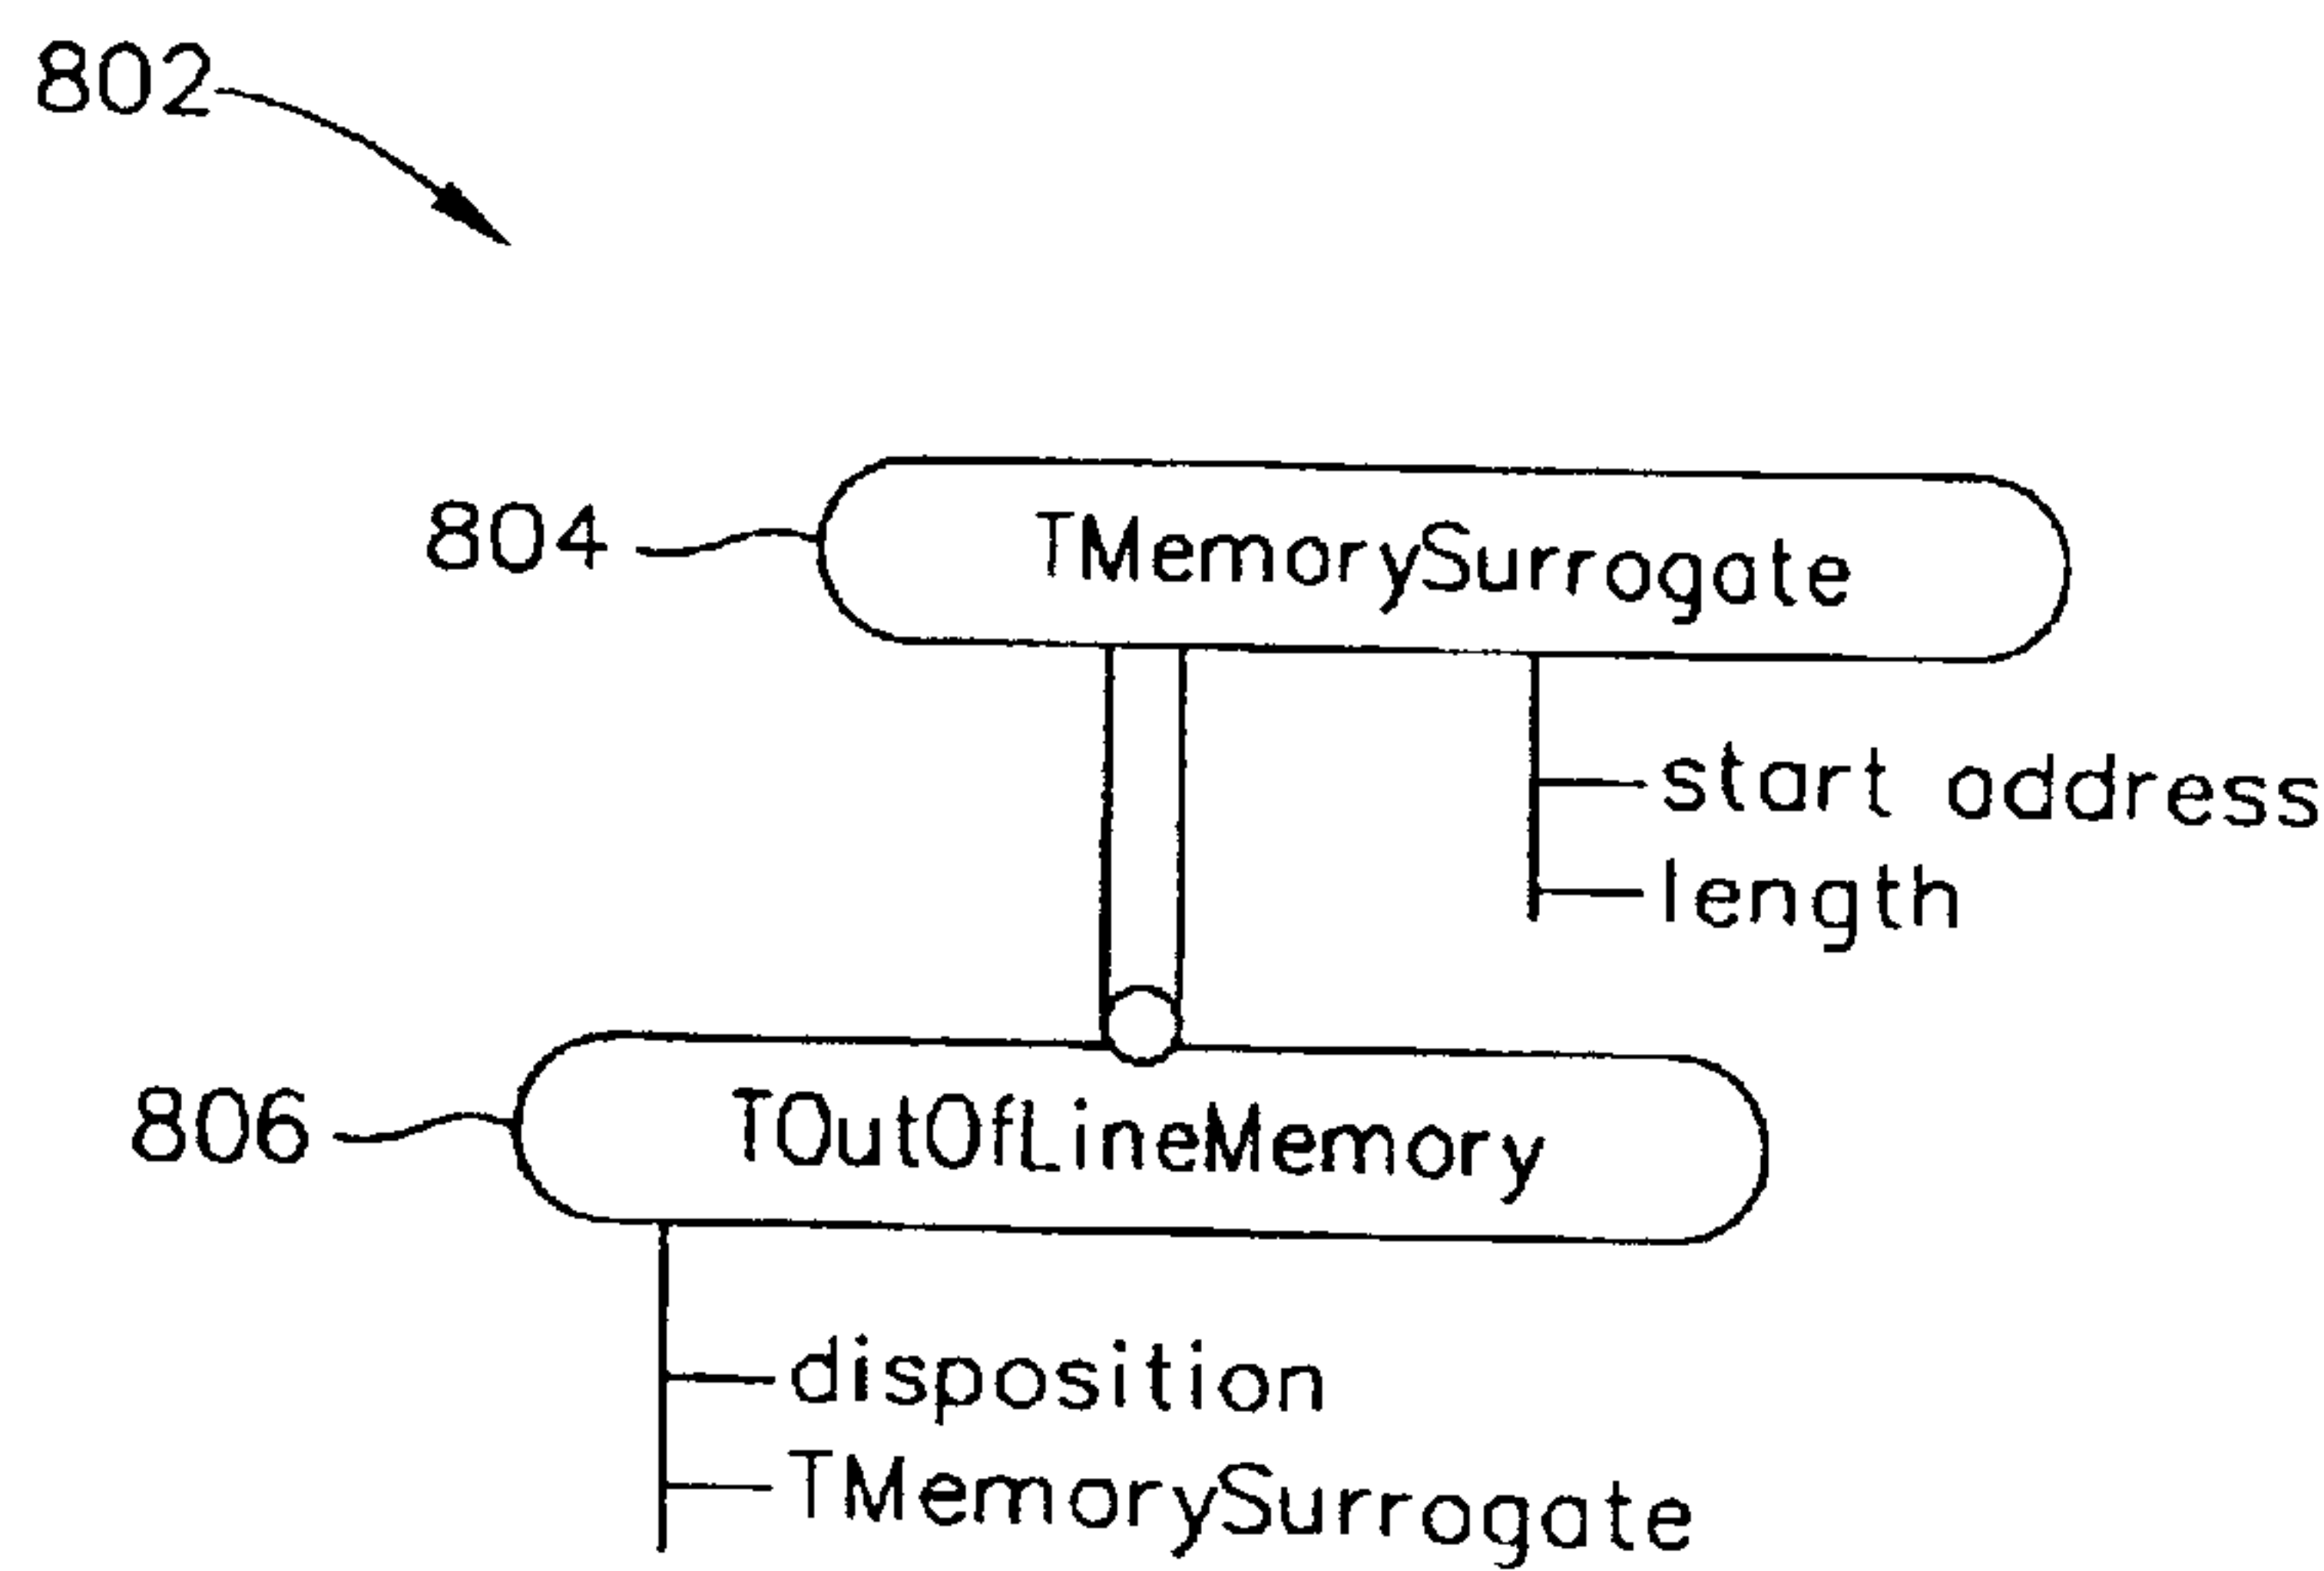 802
804 TMemorySurrogate
start address
length
806 TOutOfLineMemory
disposition
TMemorySurrogate